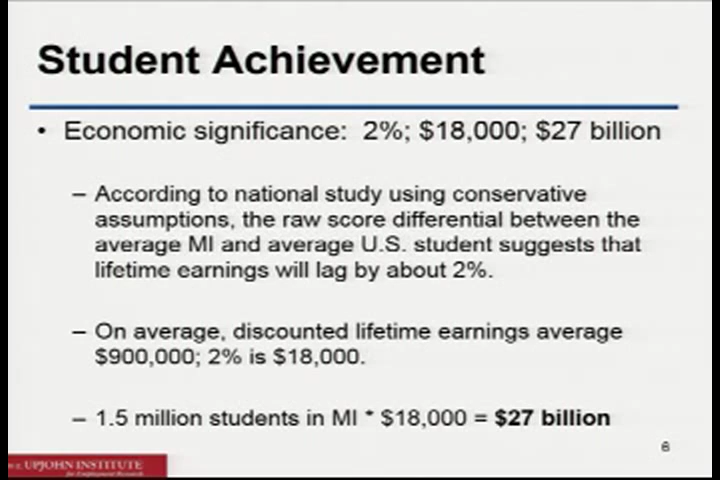 Student Achievement
• Economic significance: 2%; $18,000; $27 billion
– According to national study using conservative
assumptions, the raw score differential between the
average MI and average U.S. student suggests that
lifetime earnings will lag by about 2%.
– On average, discounted lifetime earnings average
$900,000; 2% is $18,000.
– 1.5 million students in MI * $18,000 = $27 billion
6
UPJOHN INSTITUTE
for Employment Research